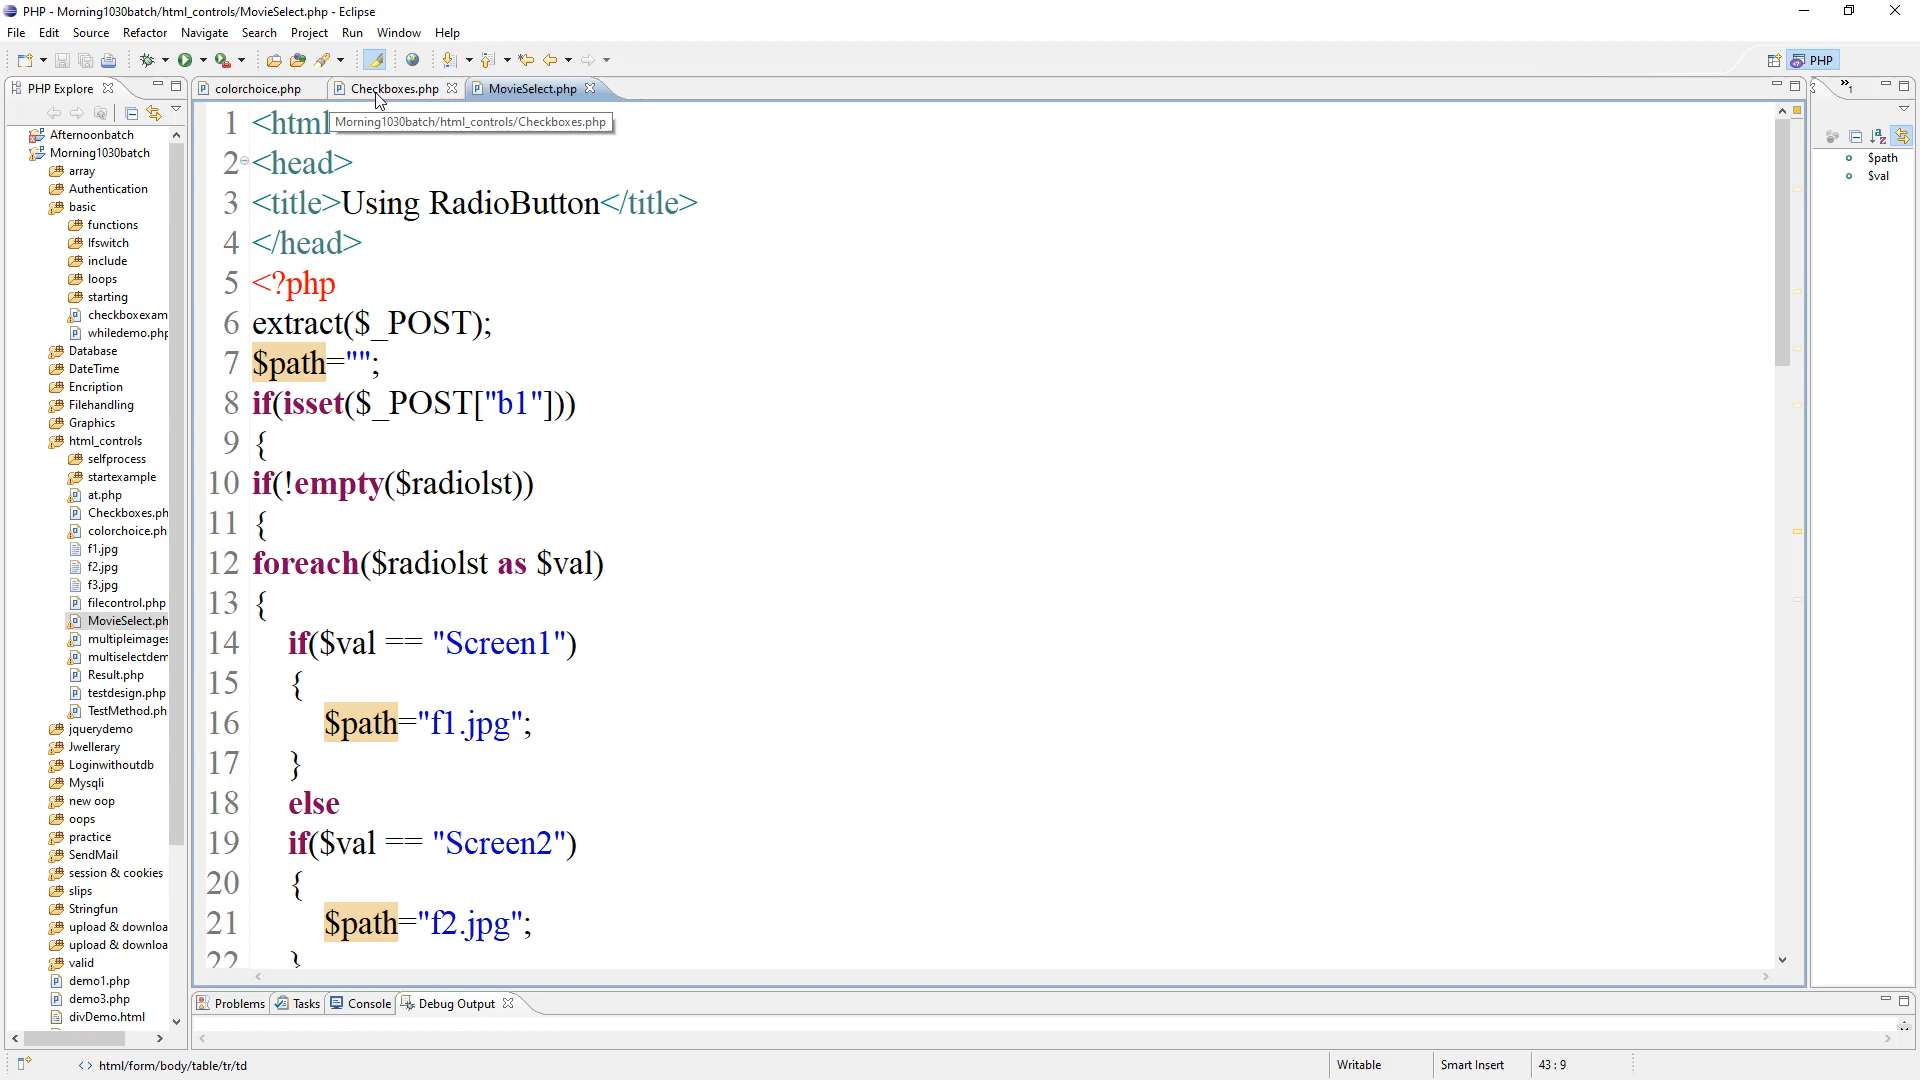 PHP - Morning1030batch/html_controls/MovieSelect.php - Eclipse
File Edit Source Refactor Navigate Search Project Run Window Help
PHP
PHP Explore
colorchoice.php Checkboxes.php MovieSelect.php
Morning1030batch/html_controls/Checkboxes.php
Afternoonbatch
Morning1030batch
array
Authentication
basic
functions
Ifswitch
include
loops
starting
checkboxexam
whiledemo.php
Database
DateTime
Encription
Filehandling
Graphics
html_controls
selfprocess
startexample
at.php
Checkboxes.ph
colorchoice.ph
f1.jpg
f2.jpg
f3.jpg
filecontrol.php
MovieSelect.ph
multipleimages
multiselectdem
Result.php
testdesign.php
TestMethod.ph
jquerydemo
Jwellerary
Loginwithoutdb
Mysqli
new oop
oops
practice
SendMail
session & cookies
slips
Stringfun
upload & downloa
upload & downloa
valid
demo1.php
demo3.php
divDemo.html
1 <html
2 <head>
3 <title>Using RadioButton</title>
4 </head>
5 <?php
6 extract($_POST);
7 $path="";
8 if(isset($_POST["b1"]))
9 {
10 if(!empty($radiolst))
11 {
12 foreach($radiolst as $val)
13 {
14 if($val == "Screen1")
15 {
16 $path="f1.jpg";
17 }
18 else
19 if($val == "Screen2")
20 {
21 $path="f2.jpg";
22 }
$path
$val
Problems Tasks Console Debug Output
html/form/body/table/tr/td
Writable Smart Insert 43 : 9